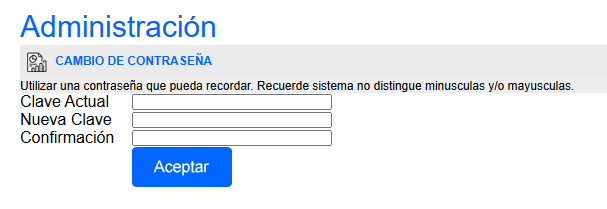 Administración
CAMBIO DE CONTRASEÑA
Utilizar una contraseña que pueda recordar. Recuerde sistema no distingue minusculas y/o mayusculas.
Clave Actual
Nueva Clave
Confirmación
Aceptar